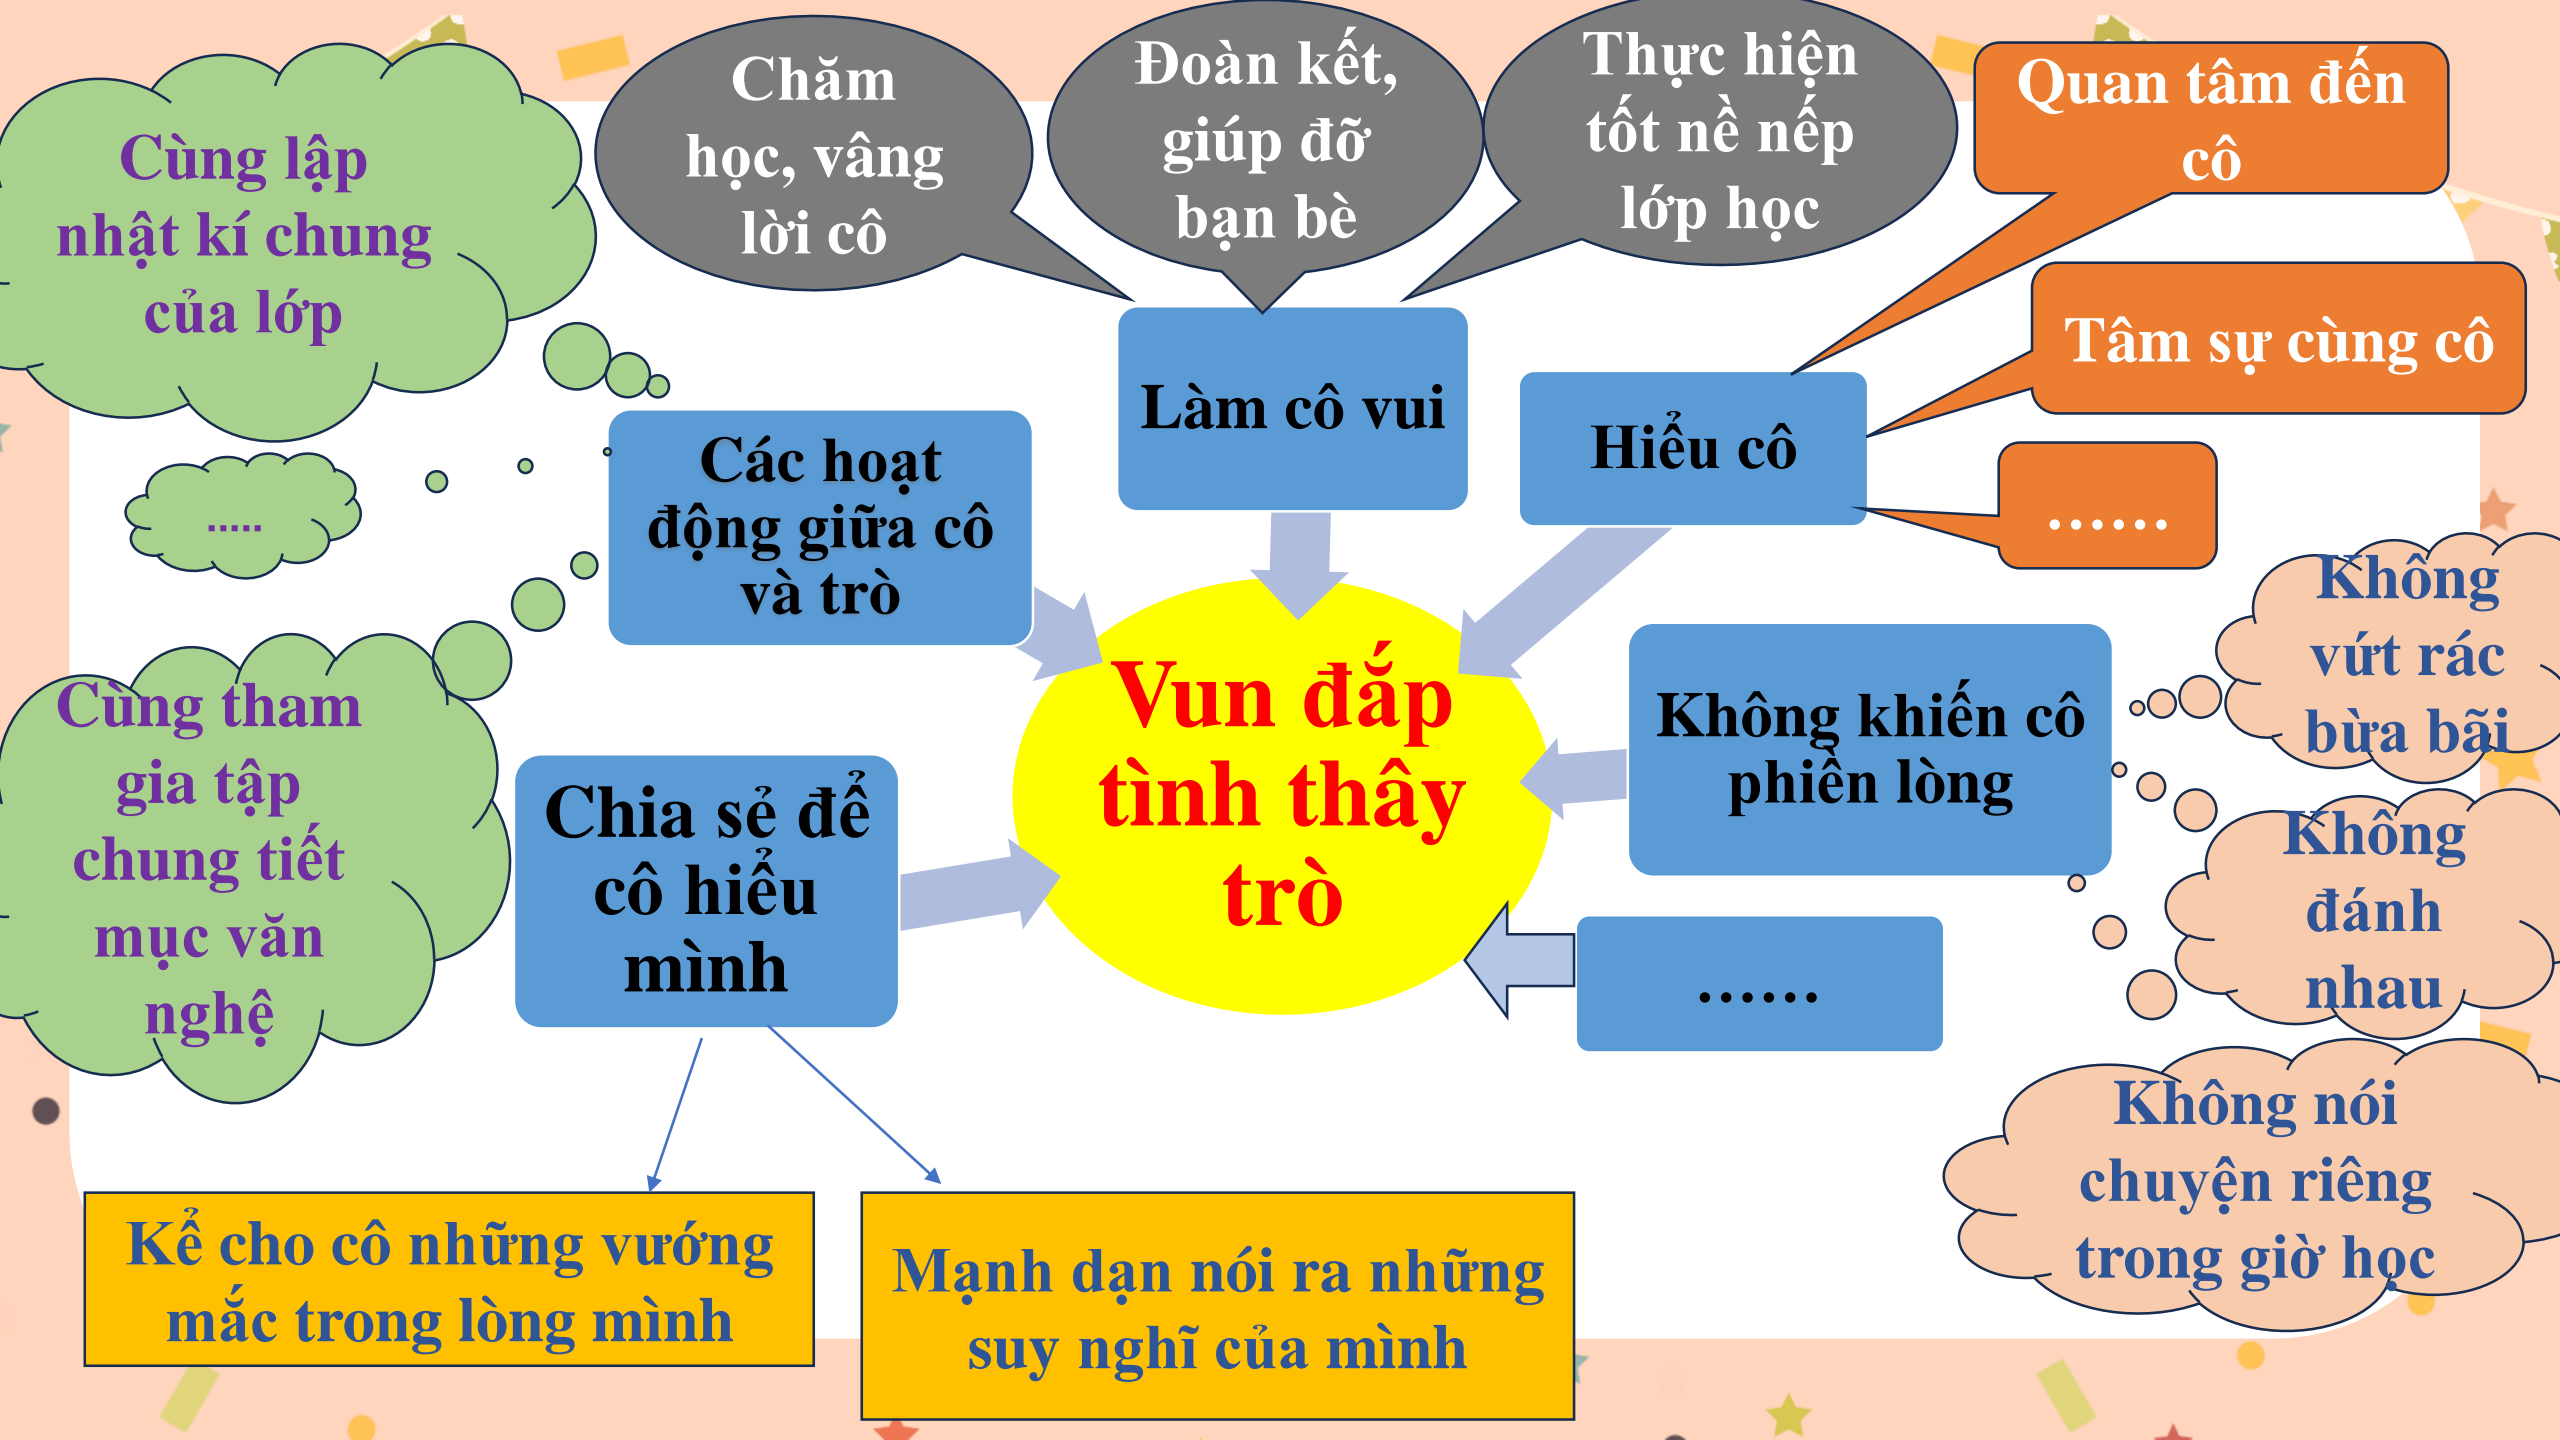 Cùng lập
nhật kí chung
của lớp
Chăm
học, vâng
lời cô
Đoàn kết,
giúp đỡ
bạn bè
Thực hiện
tốt nề nếp
lớp học
Quan tâm đến
cô
Tâm sự cùng cô
......
Làm cô vui
Hiểu cô
Các hoạt
động giữa cô
và trò
.....
Cùng tham
gia tập
chung tiết
mục văn
nghệ
Chia sẻ để
cô hiểu
mình
Vun đắp
tình thầy
trò
Không khiến cô
phiền lòng
......
Không
vứt rác
bừa bãi
Không
đánh
nhau
Không nói
chuyện riêng
trong giờ học
Kể cho cô những vướng
mắc trong lòng mình
Mạnh dạn nói ra những
suy nghĩ của mình